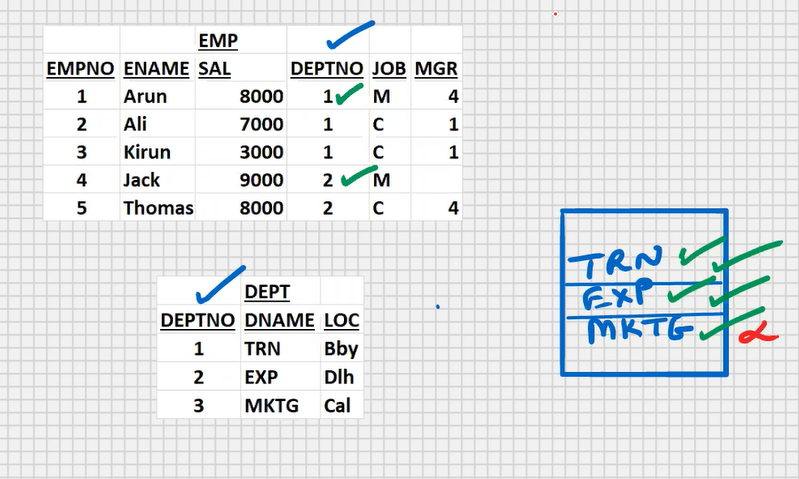 EMP
EMPNO ENAME SAL DEPTNO JOB MGR
1 Arun 8000 1 M 4
2 Ali 7000 1 C 1
3 Kirun 3000 1 C 1
4 Jack 9000 2 M
5 Thomas 8000 2 C 4
DEPT
DEPTNO DNAME LOC
1 TRN Bby
2 EXP Dlh
3 MKTG Cal
TRN
EXP
MKTG